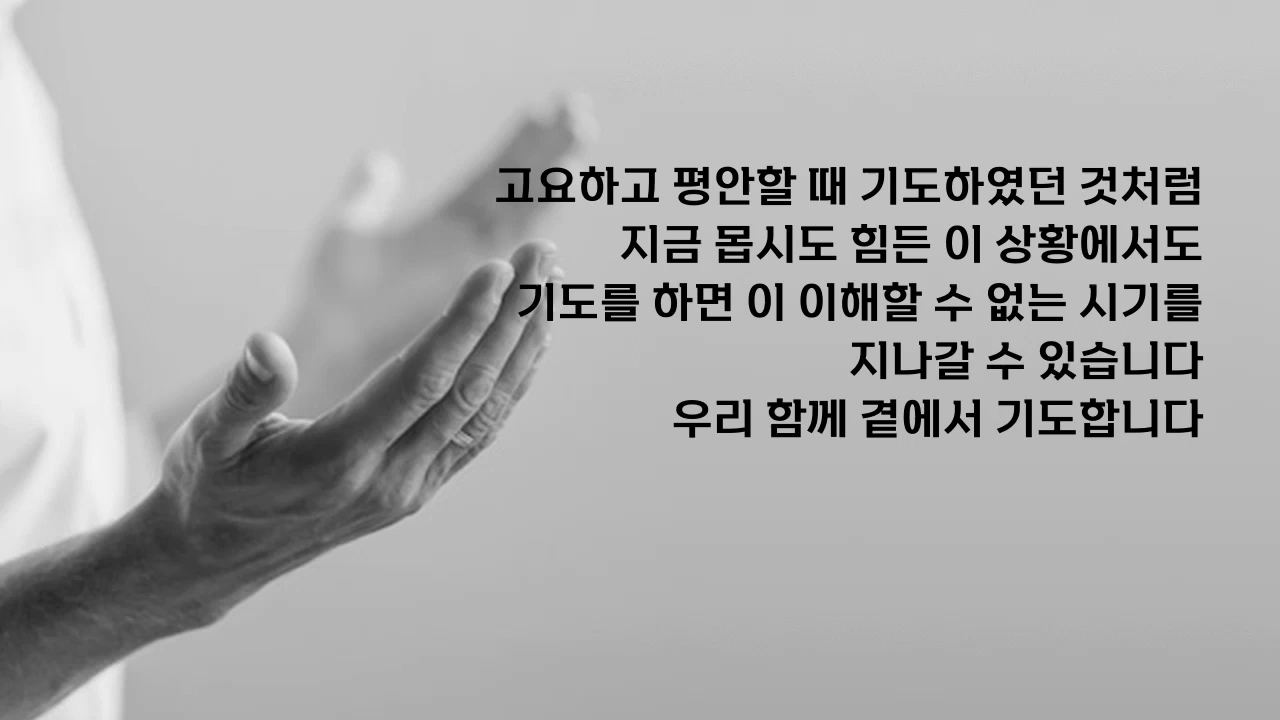 고요하고 평안할 때 기도하였던 것처럼
지금 몹시도 힘든 이 상황에서도
기도를 하면 이 이해할 수 없는 시기를
지나갈 수 있습니다
우리 함께 곁에서 기도합니다